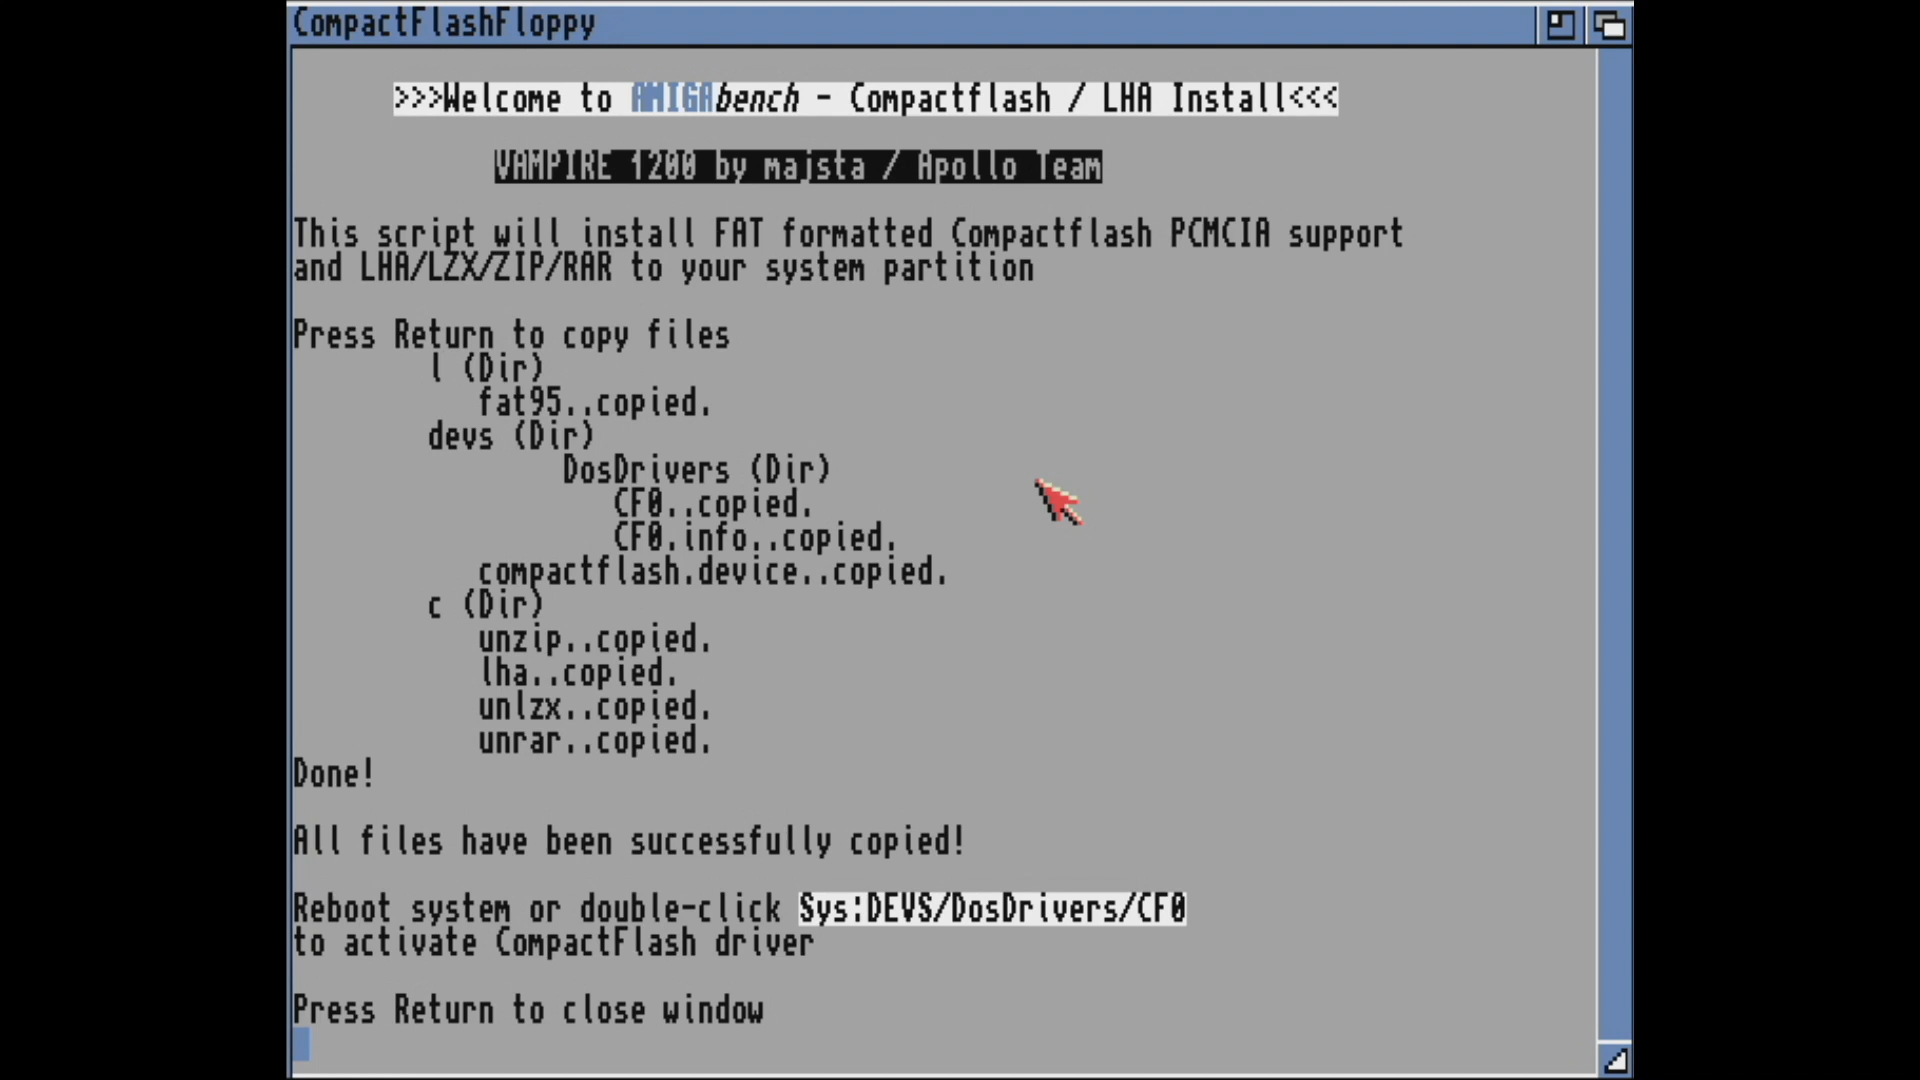 CompactFlashFloppy
>>>Welcome to AMIGAbench - Compactflash / LHA Install<<<
VAMPIRE 1200 by majsta / Apollo Team
This script will install FAT formatted Compactflash PCMCIA support
and LHA/LZX/ZIP/RAR to your system partition
Press Return to copy files
l (Dir)
fat95..copied.
devs (Dir)
DosDrivers (Dir)
CF0..copied.
CF0.info..copied.
compactflash.device..copied.
c (Dir)
unzip..copied.
lha..copied.
unlzx..copied.
unrar..copied.
Done!
All files have been successfully copied!
Reboot system or double-click Sys:DEVS/DosDrivers/CF0
to activate CompactFlash driver
Press Return to close window